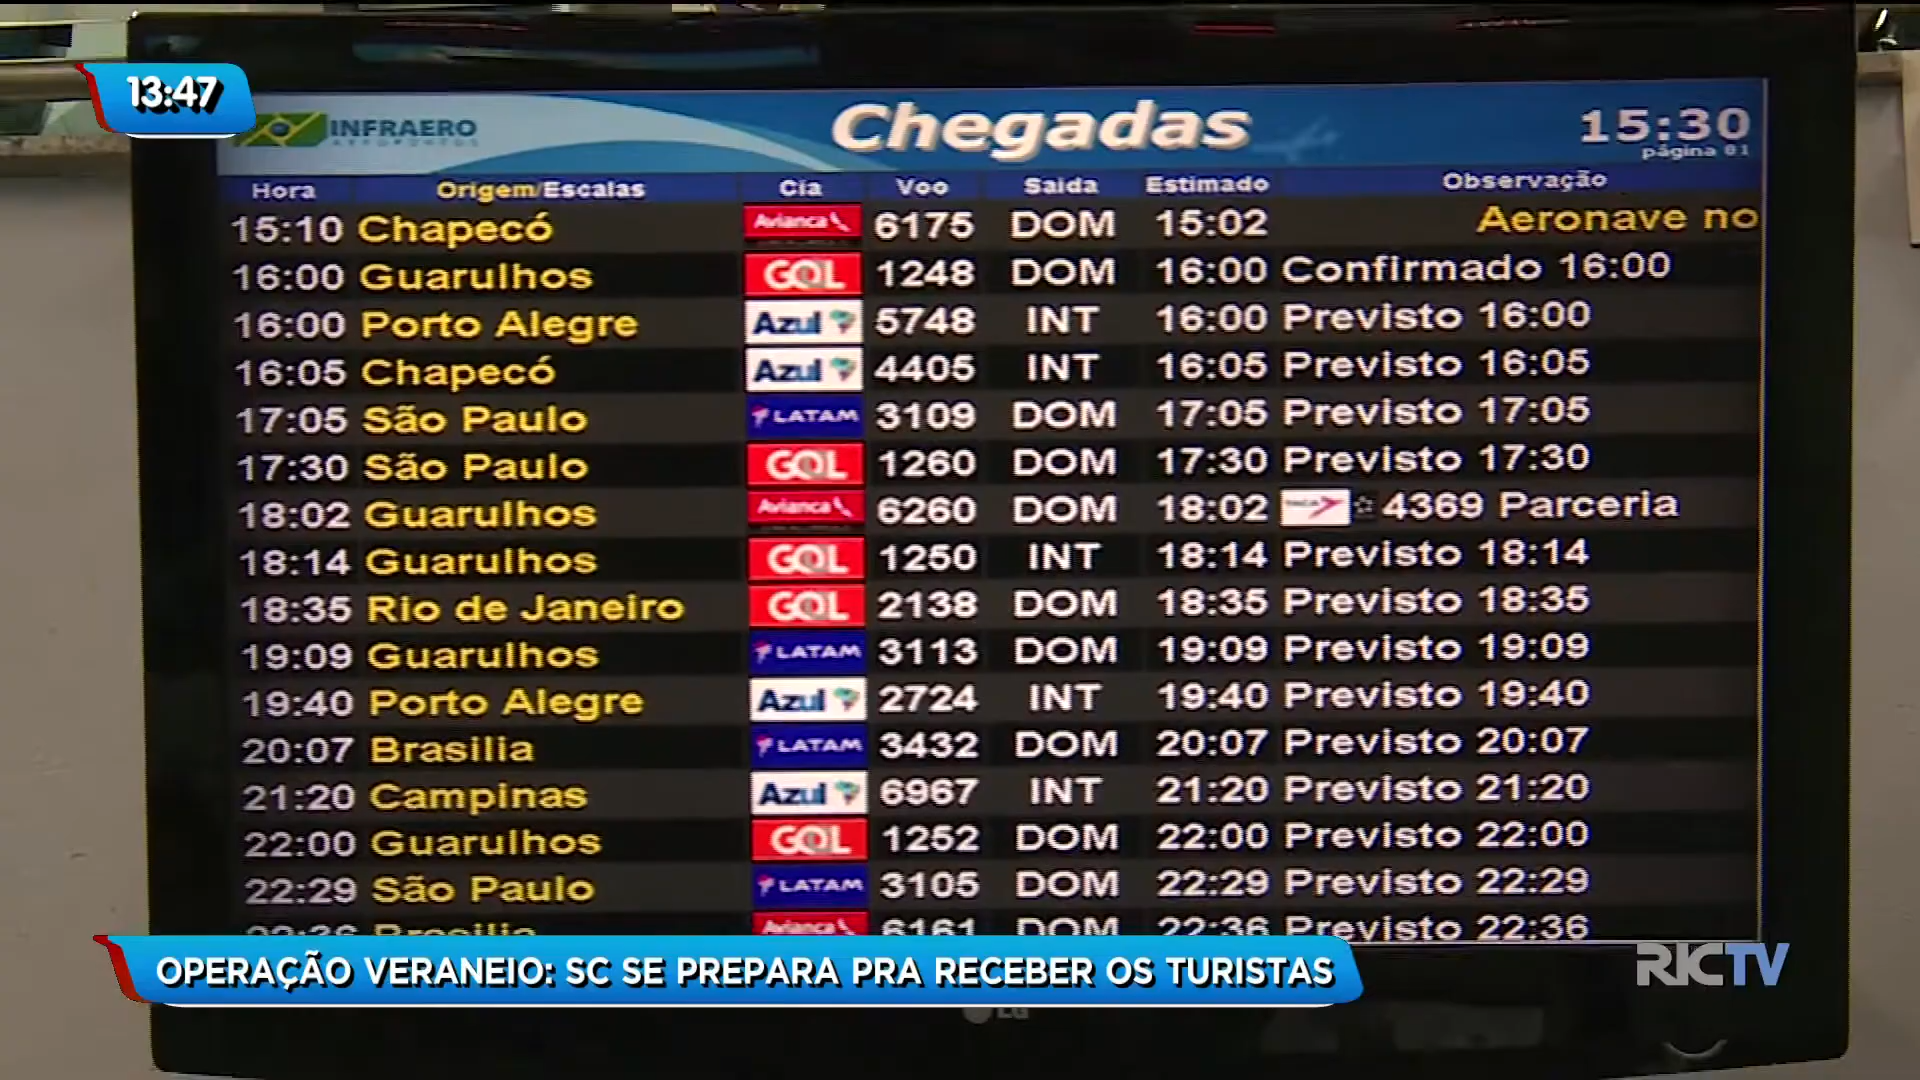 13:47
INFRAERO
AEROPORTOS
Chegadas
15:30
página 01
Hora Origem/Escalas Cia Voo Saida Estimado Observação
15:10 Chapecó Avianca 6175 DOM 15:02 Aeronave no
16:00 Guarulhos GOL 1248 DOM 16:00 Confirmado 16:00
16:00 Porto Alegre Azul 5748 INT 16:00 Previsto 16:00
16:05 Chapecó Azul 4405 INT 16:05 Previsto 16:05
17:05 São Paulo LATAM 3109 DOM 17:05 Previsto 17:05
17:30 São Paulo GOL 1260 DOM 17:30 Previsto 17:30
18:02 Guarulhos Avianca 6260 DOM 18:02 4369 Parceria
18:14 Guarulhos GOL 1250 INT 18:14 Previsto 18:14
18:35 Rio de Janeiro GOL 2138 DOM 18:35 Previsto 18:35
19:09 Guarulhos LATAM 3113 DOM 19:09 Previsto 19:09
19:40 Porto Alegre Azul 2724 INT 19:40 Previsto 19:40
20:07 Brasilia LATAM 3432 DOM 20:07 Previsto 20:07
21:20 Campinas Azul 6967 INT 21:20 Previsto 21:20
22:00 Guarulhos GOL 1252 DOM 22:00 Previsto 22:00
22:29 São Paulo LATAM 3105 DOM 22:29 Previsto 22:29
22:36 Brasilia Avianca 6161 DOM 22:36 Previsto 22:36
OPERAÇÃO VERANEIO: SC SE PREPARA PRA RECEBER OS TURISTAS
RICTV
LG